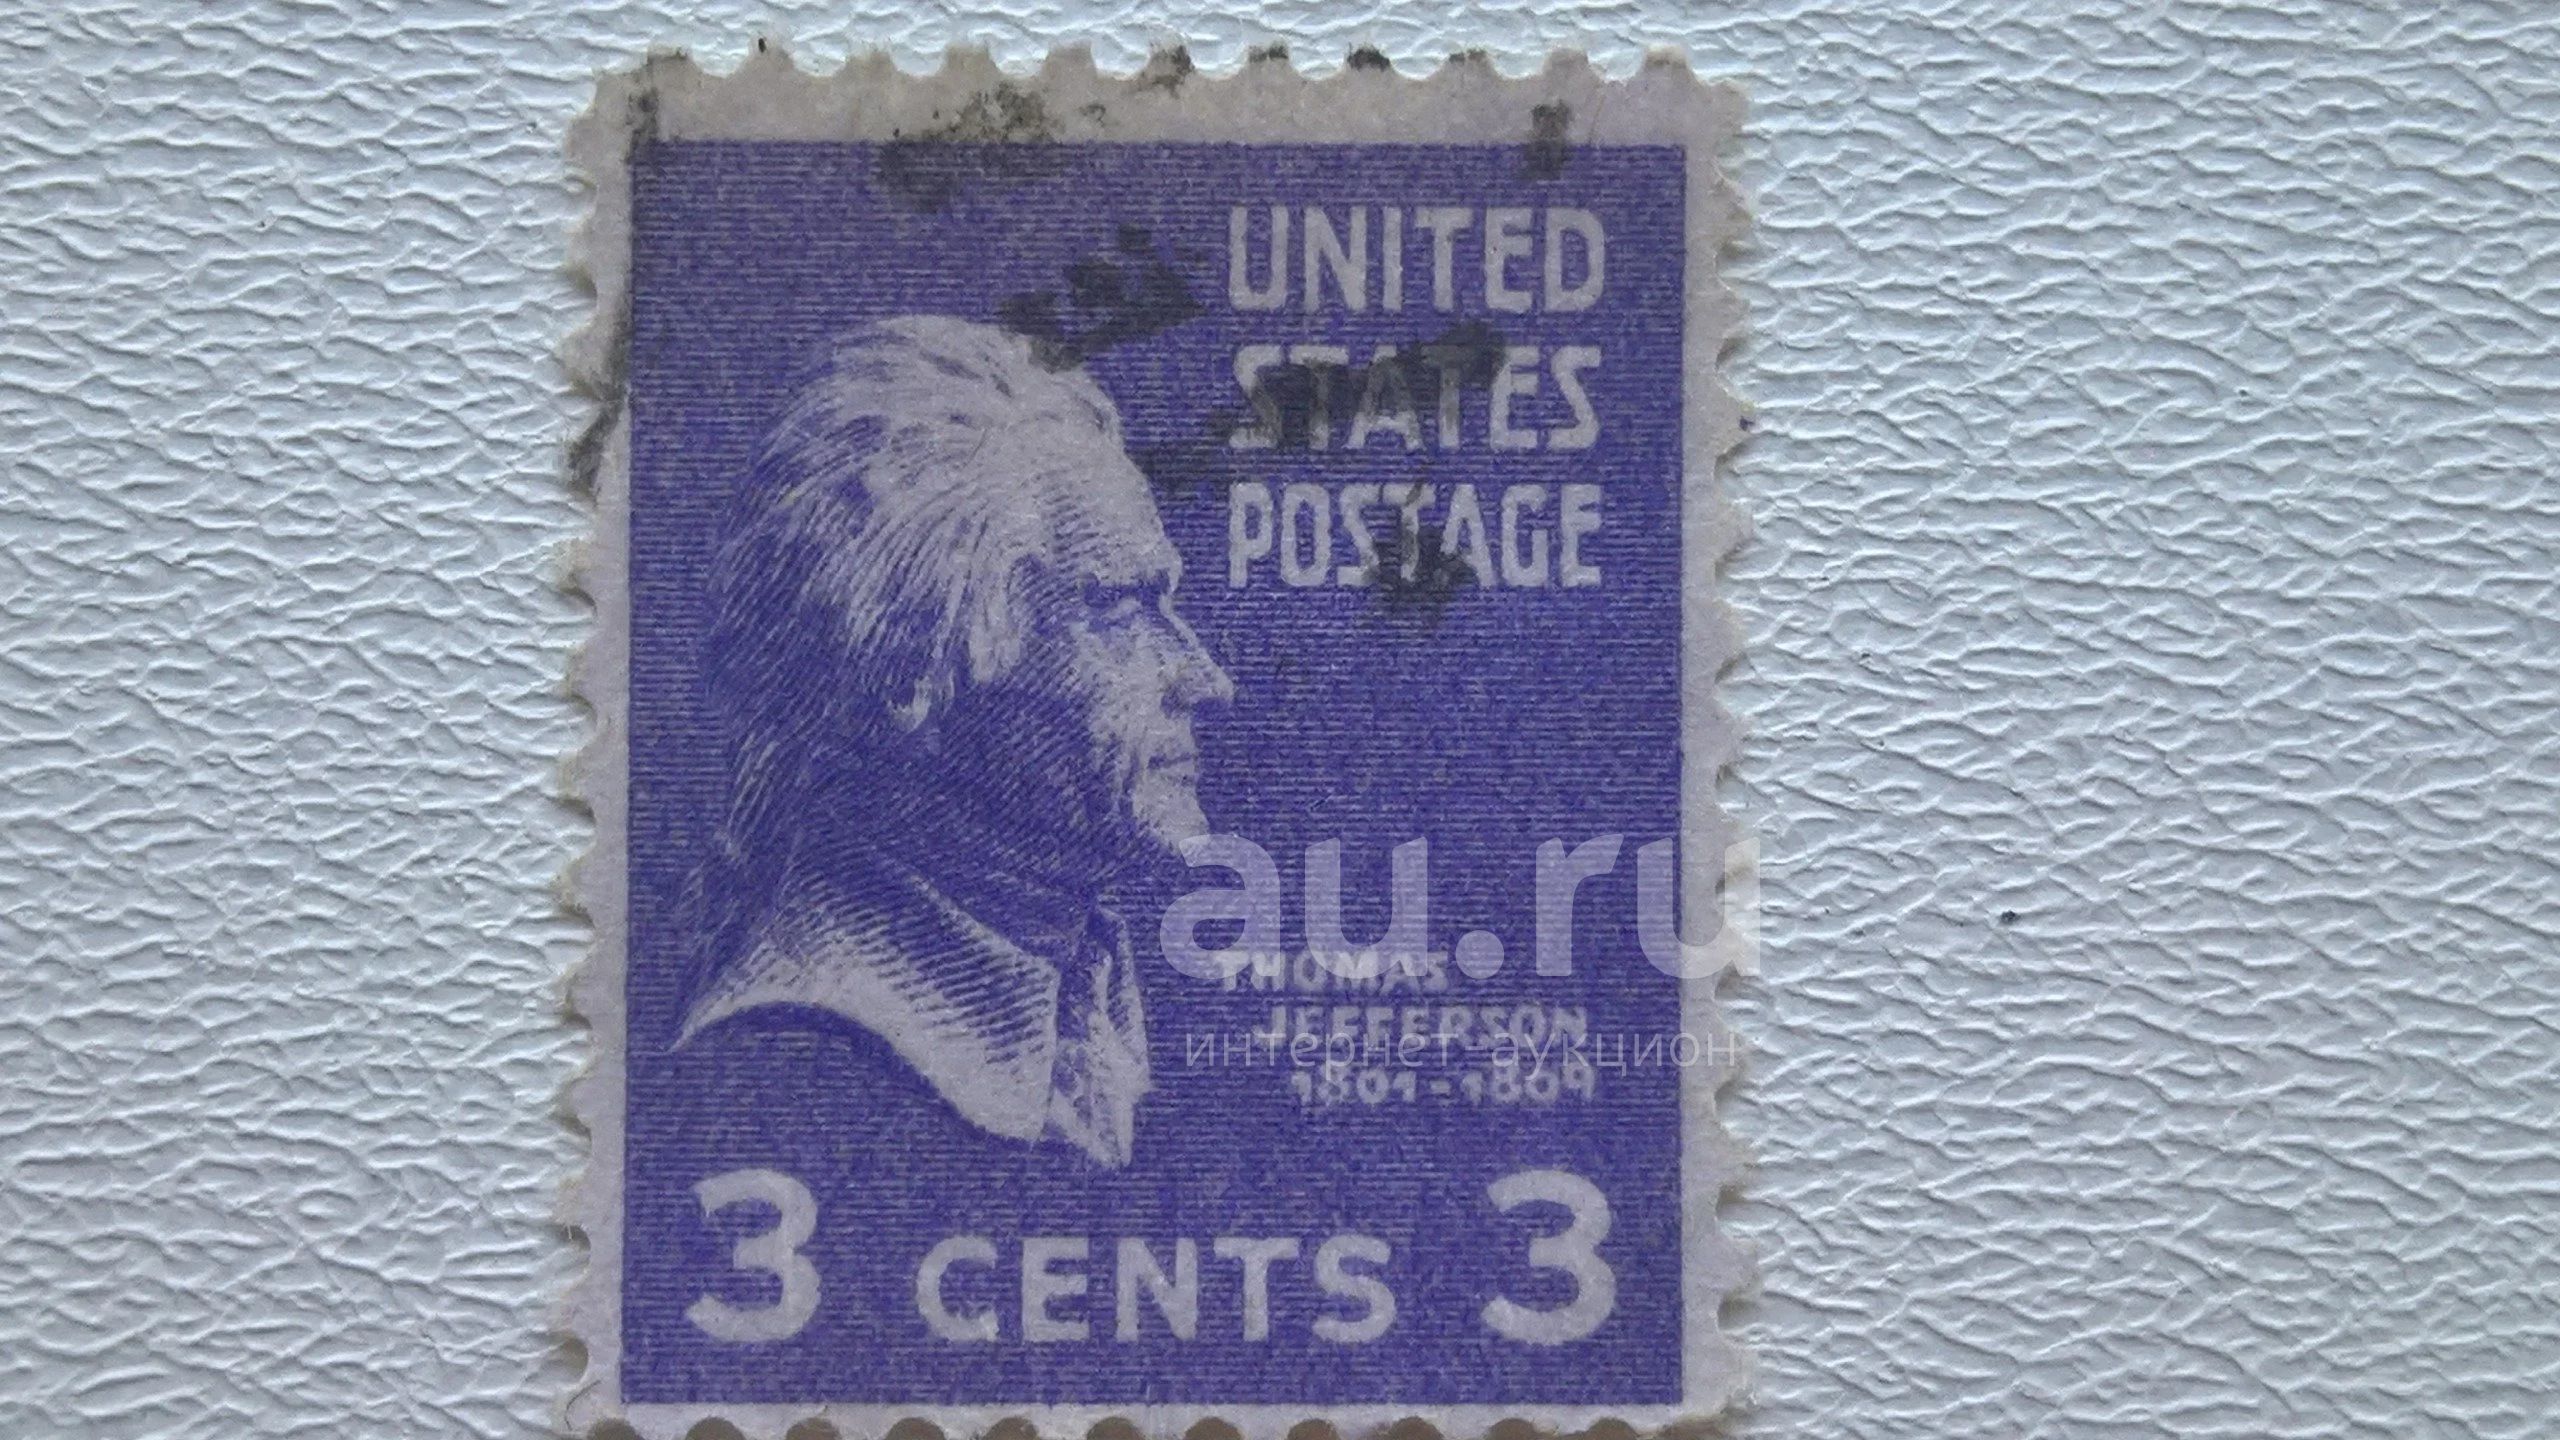 UNITED
STATES
POSTAGE
au.ru
THOMAS
JEFFERSON
интернет-аукцион
1801-1809
3 CENTS 3